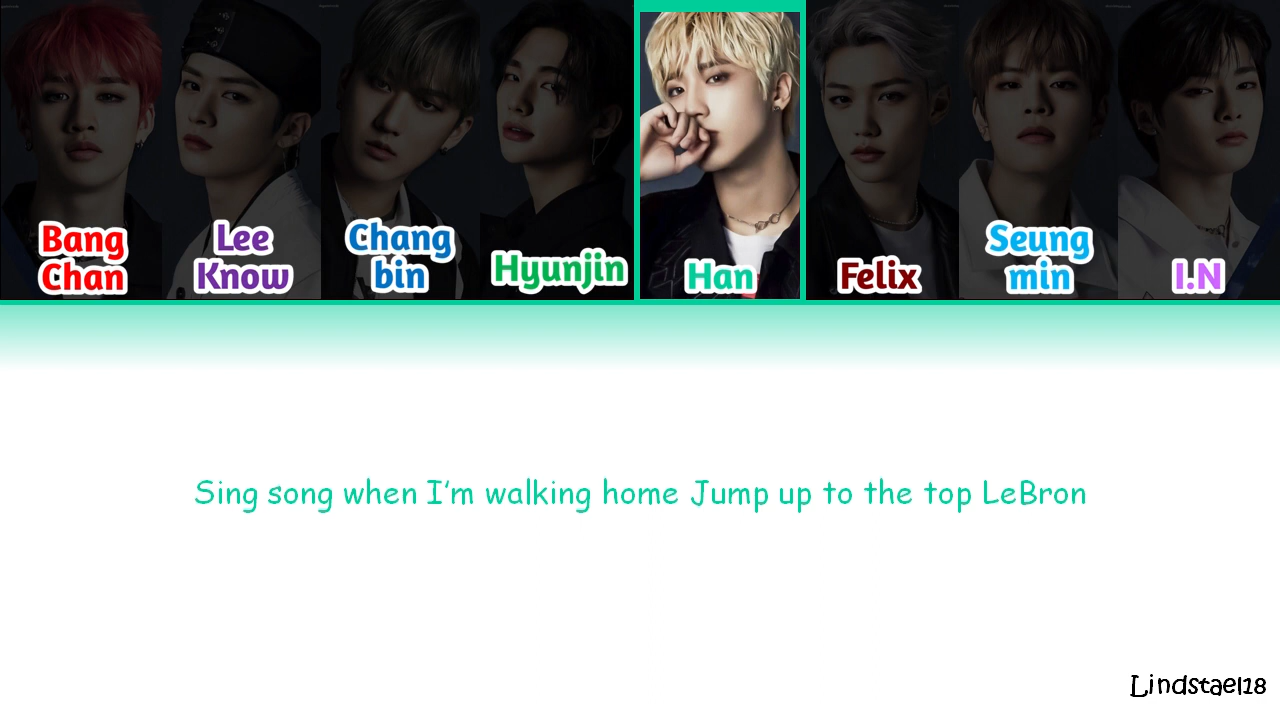 Bang
Chan
Lee
Know
Chang
bin
Hyunjin
Han
Felix
Seung
min
I.N
Sing song when I'm walking home Jump up to the top LeBron
Lindstael18